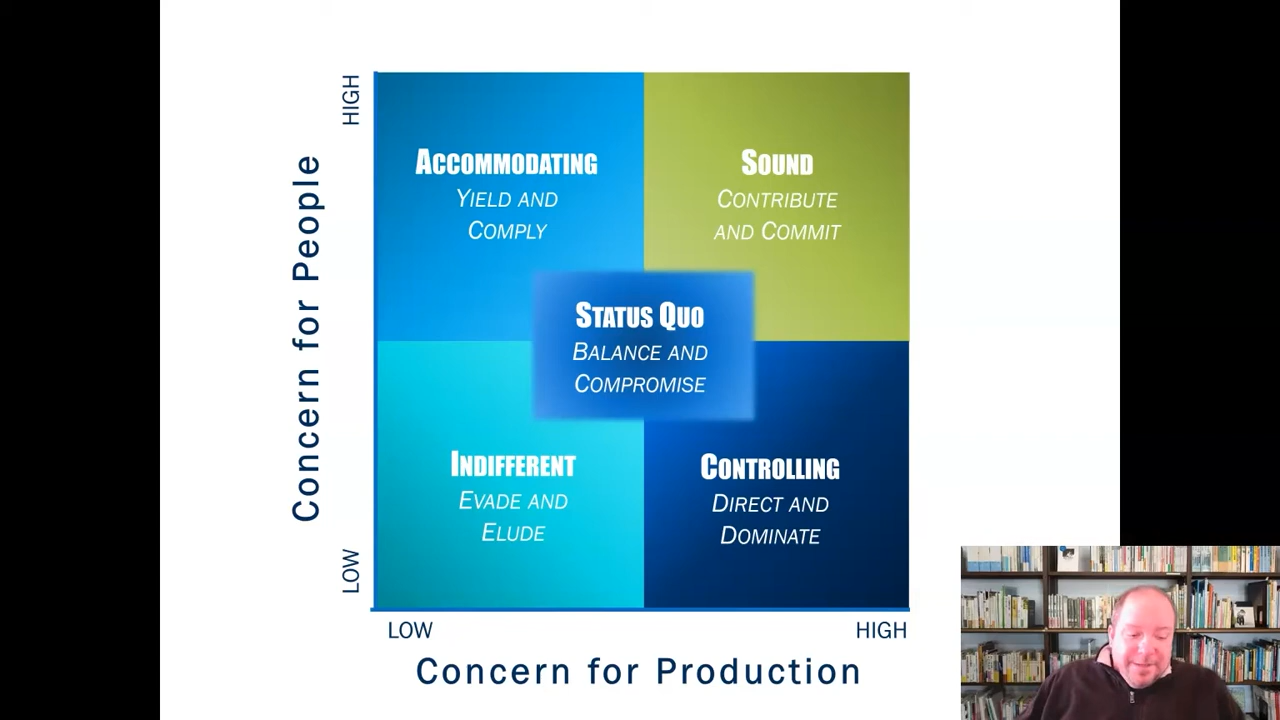 HIGH
Concern for People
LOW
ACCOMMODATING
YIELD AND
COMPLY
SOUND
CONTRIBUTE
AND COMMIT
STATUS QUO
BALANCE AND
COMPROMISE
INDIFFERENT
EVADE AND
ELUDE
CONTROLLING
DIRECT AND
DOMINATE
LOW
HIGH
Concern for Production